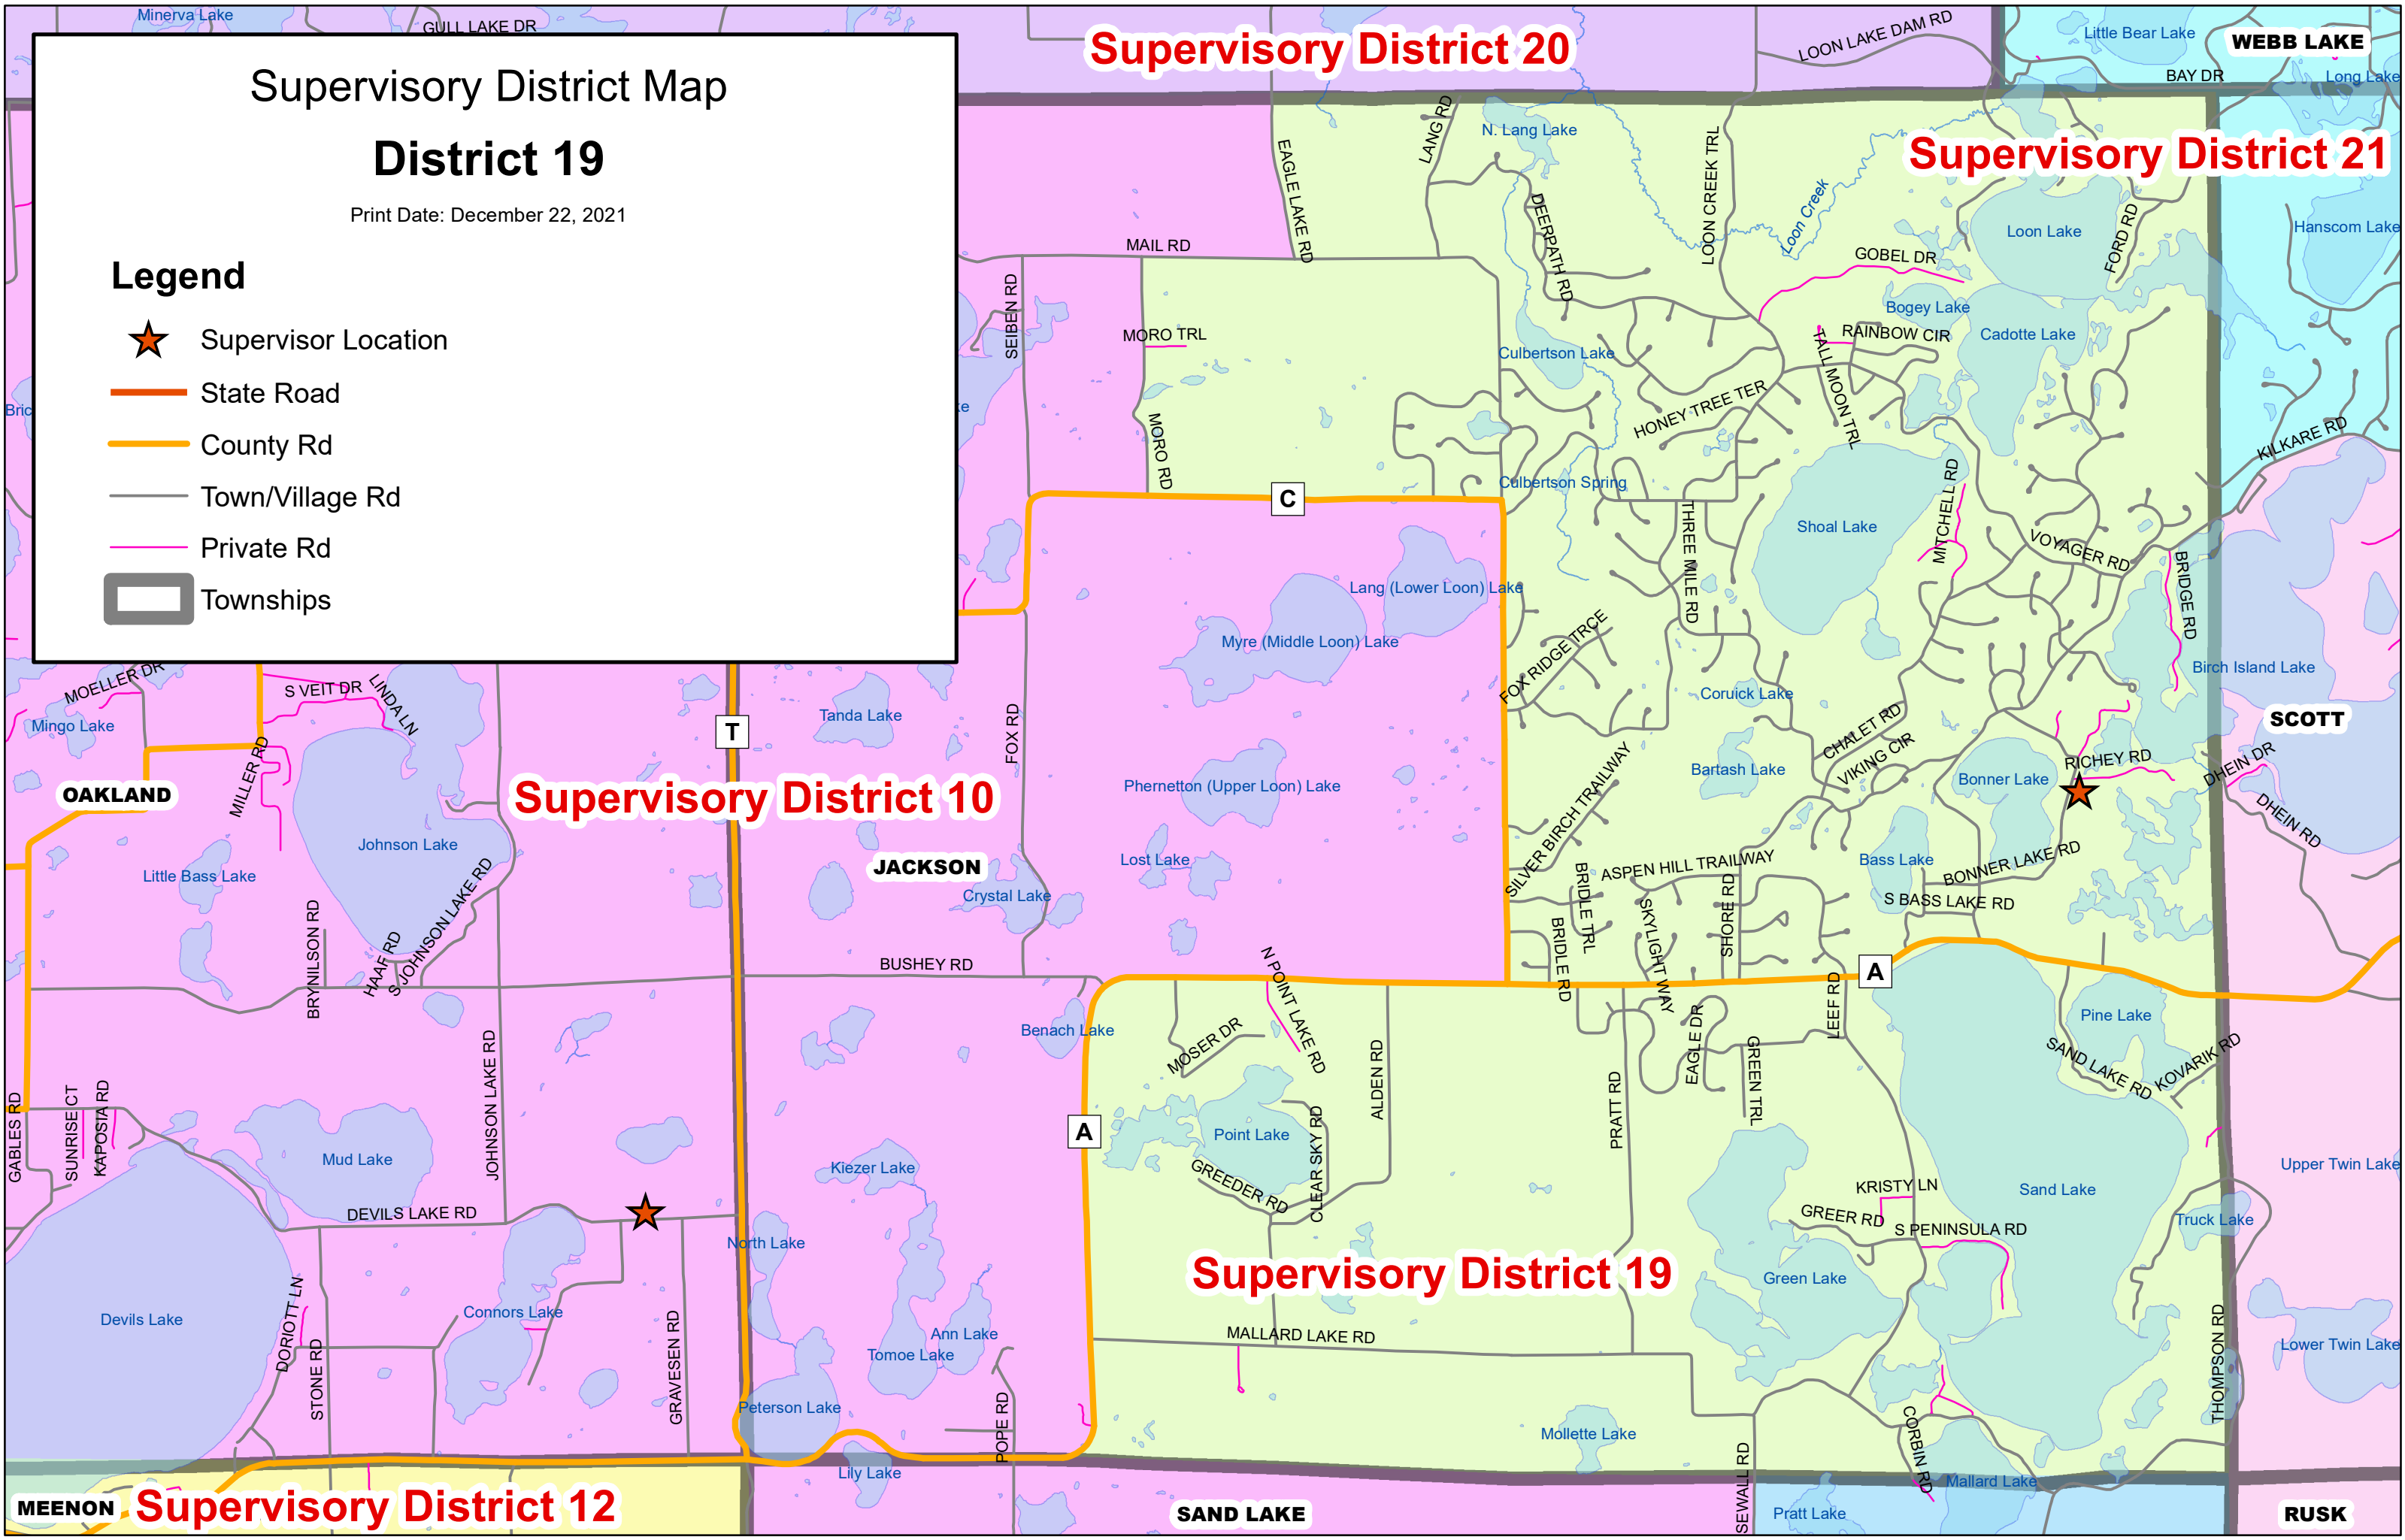 Minerva Lake
GULL LAKE DR
Supervisory District 20
LOON LAKE DAM RD
Little Bear Lake
WEBB LAKE
BAY DR
Long Lake
Supervisory District Map
District 19
Print Date: December 22, 2021
Legend
Supervisor Location
State Road
County Rd
Town/Village Rd
Private Rd
Townships
LANG RD
N. Lang Lake
EAGLE LAKE RD
DEERPATH RD
LOON CREEK TRL
Loon Creek
Supervisory District 21
Loon Lake
FORD RD
Hanscom Lake
MAIL RD
GOBEL DR
SEIBEN RD
MORO TRL
Bogey Lake
RAINBOW CIR
Cadotte Lake
TALL MOON TRL
Culbertson Lake
HONEY TREE TER
MORO RD
KILKARE RD
Culbertson Spring
C
MITCHELL RD
Shoal Lake
THREE MILE RD
VOYAGER RD
BRIDGE RD
Lang (Lower Loon) Lake
Myre (Middle Loon) Lake
FOX RIDGE TRCE
Birch Island Lake
SCOTT
MOELLER DR
S VEIT DR
LINDA LN
Mingo Lake
Tanda Lake
FOX RD
T
Coruick Lake
CHALET RD
VIKING CIR
MILLER RD
OAKLAND
Supervisory District 10
Phernetton (Upper Loon) Lake
SILVER BIRCH TRAILWAY
Bartash Lake
Bonner Lake
RICHEY RD
DHEIN DR
DHEIN RD
Johnson Lake
Little Bass Lake
S JOHNSON LAKE RD
JACKSON
Lost Lake
Crystal Lake
ASPEN HILL TRAILWAY
Bass Lake
BONNER LAKE RD
S BASS LAKE RD
BRIDLE TRL
BRIDLE RD
SKYLIGHT WAY
SHORE RD
BRYNILSON RD
HAAF RD
BUSHEY RD
N POINT LAKE RD
A
LEEF RD
Benach Lake
MOSER DR
ALDEN RD
EAGLE DR
GREEN TRL
Pine Lake
SAND LAKE RD
KOVARIK RD
JOHNSON LAKE RD
GABLES RD
SUNRISE CT
KAPOSIA RD
A
Point Lake
CLEAR SKY RD
PRATT RD
Mud Lake
Kiezer Lake
GREEDER RD
KRISTY LN
Sand Lake
Upper Twin Lake
DEVILS LAKE RD
GREER RD
S PENINSULA RD
Truck Lake
North Lake
Supervisory District 19
Green Lake
Devils Lake
DORIOTT LN
STONE RD
Connors Lake
GRAVESEN RD
Ann Lake
Tomoe Lake
MALLARD LAKE RD
THOMPSON RD
Lower Twin Lake
Peterson Lake
POPE RD
Mollette Lake
CORBIN RD
SEWALL RD
Lily Lake
Mallard Lake
MEENON
Supervisory District 12
SAND LAKE
Pratt Lake
RUSK